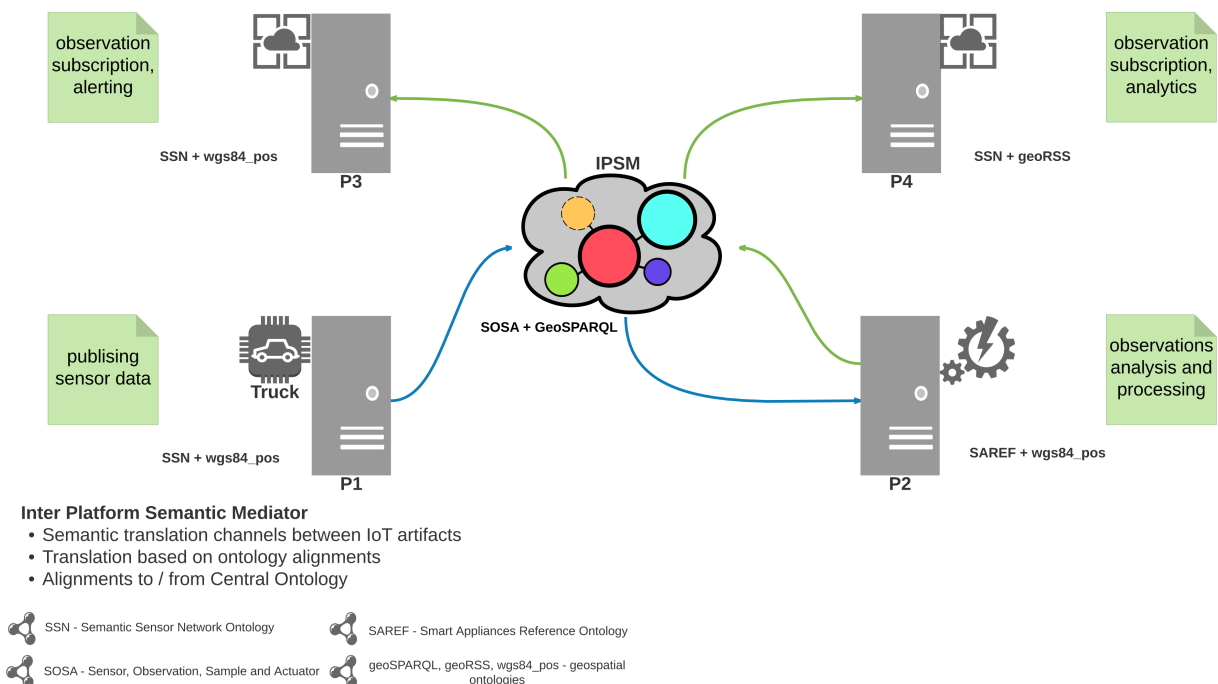 observation
subscription,
alerting
observation
subscription,
analytics
SSN + wgs84_pos
IPSM
SSN + geoRSS
P3
P4
SOSA + GeoSPARQL
publising
sensor data
Truck
observations
analysis and
processing
SSN + wgs84_pos
SAREF + wgs84_pos
P1
P2
Inter Platform Semantic Mediator
• Semantic translation channels between IoT artifacts
• Translation based on ontology alignments
• Alignments to / from Central Ontology
SSN - Semantic Sensor Network Ontology
SAREF - Smart Appliances Reference Ontology
SOSA - Sensor, Observation, Sample and Actuator
geoSPARQL, geoRSS, wgs84_pos - geospatial
ontologies